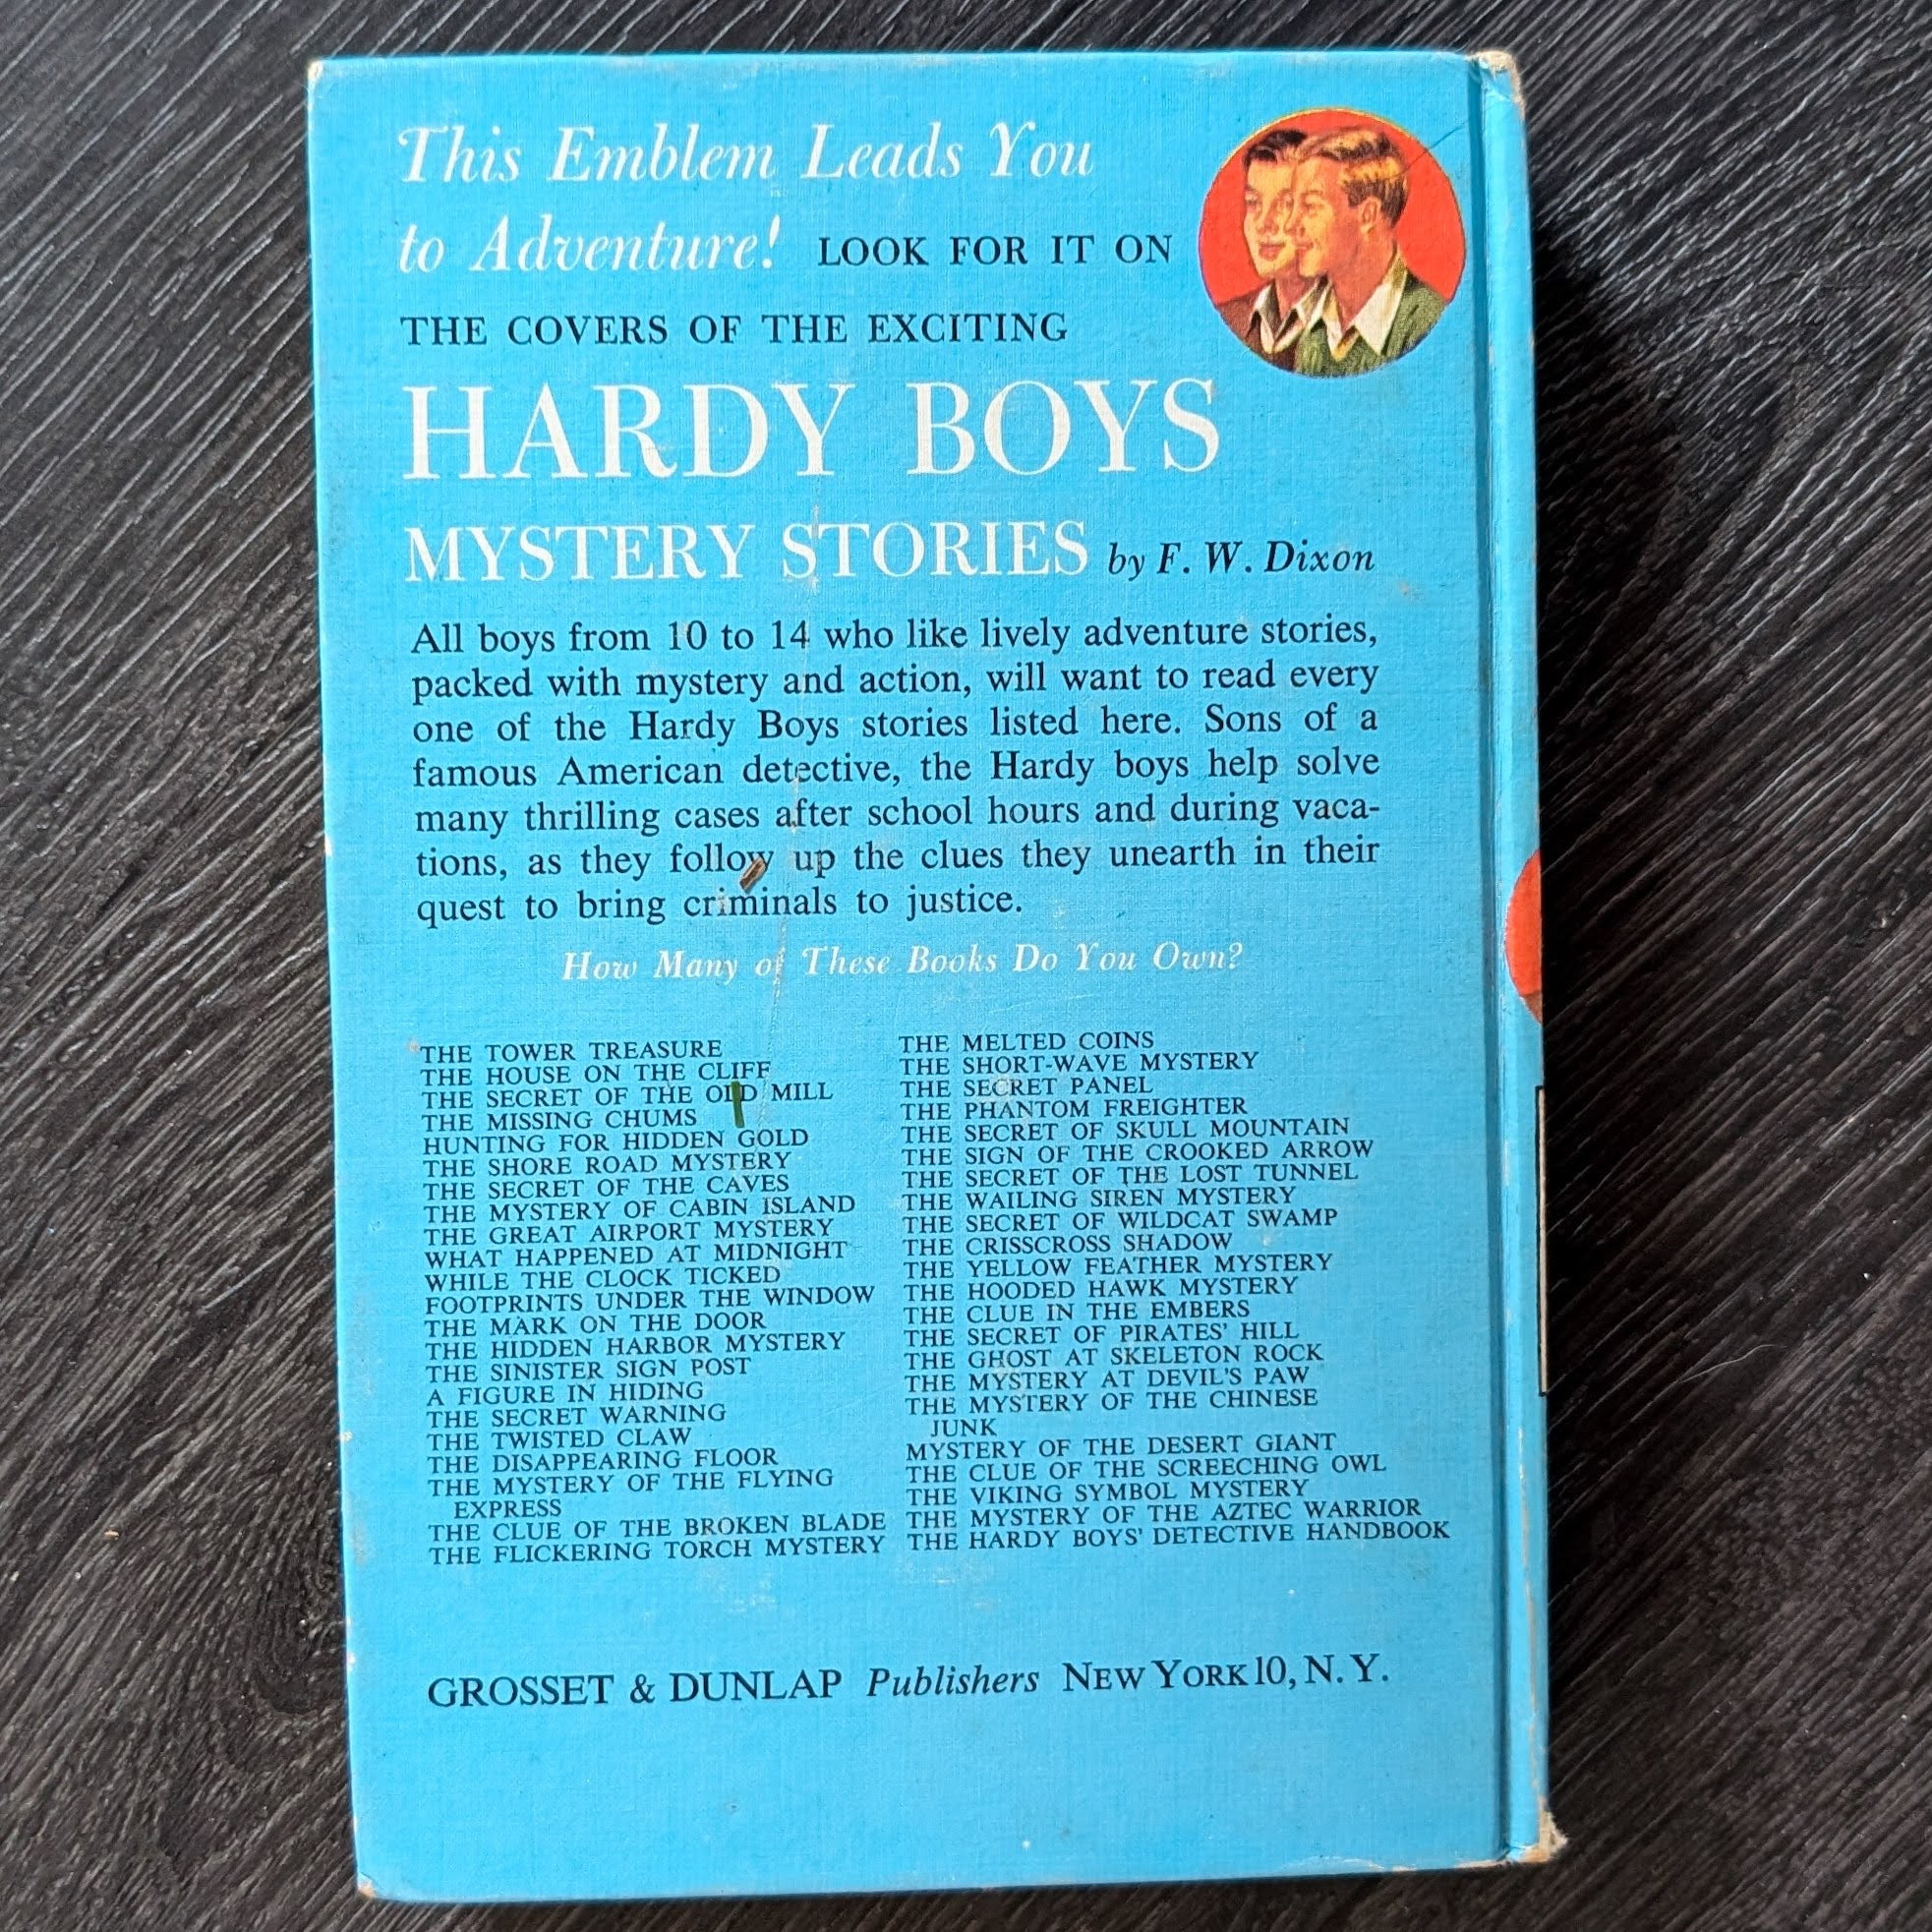 This Emblem Leads You
to Adventure! LOOK FOR IT ON
THE COVERS OF THE EXCITING
HARDY BOYS
MYSTERY STORIES by F. W. Dixon
All boys from 10 to 14 who like lively adventure stories,
packed with mystery and action, will want to read every
one of the Hardy Boys stories listed here. Sons of a
famous American detective, the Hardy boys help solve
many thrilling cases after school hours and during vaca-
tions, as they follow up the clues they unearth in their
quest to bring criminals to justice.
How Many of These Books Do You Own?
THE TOWER TREASURE
THE HOUSE ON THE CLIFF
THE SECRET OF THE OLD MILL
THE MISSING CHUMS
HUNTING FOR HIDDEN GOLD
THE SHORE ROAD MYSTERY
THE SECRET OF THE CAVES
THE MYSTERY OF CABIN ISLAND
THE GREAT AIRPORT MYSTERY
WHAT HAPPENED AT MIDNIGHT
WHILE THE CLOCK TICKED
FOOTPRINTS UNDER THE WINDOW
THE MARK ON THE DOOR
THE HIDDEN HARBOR MYSTERY
THE SINISTER SIGN POST
A FIGURE IN HIDING
THE SECRET WARNING
THE TWISTED CLAW
THE DISAPPEARING FLOOR
THE MYSTERY OF THE FLYING
EXPRESS
THE CLUE OF THE BROKEN BLADE
THE FLICKERING TORCH MYSTERY
THE MELTED COINS
THE SHORT-WAVE MYSTERY
THE SECRET PANEL
THE PHANTOM FREIGHTER
THE SECRET OF SKULL MOUNTAIN
THE SIGN OF THE CROOKED ARROW
THE SECRET OF THE LOST TUNNEL
THE WAILING SIREN MYSTERY
THE SECRET OF WILDCAT SWAMP
THE CRISSCROSS SHADOW
THE YELLOW FEATHER MYSTERY
THE HOODED HAWK MYSTERY
THE CLUE IN THE EMBERS
THE SECRET OF PIRATES' HILL
THE GHOST AT SKELETON ROCK
THE MYSTERY AT DEVIL'S PAW
THE MYSTERY OF THE CHINESE
JUNK
MYSTERY OF THE DESERT GIANT
THE CLUE OF THE SCREECHING OWL
THE VIKING SYMBOL MYSTERY
THE MYSTERY OF THE AZTEC WARRIOR
THE HARDY BOYS' DETECTIVE HANDBOOK
GROSSET & DUNLAP Publishers NEW YORK 10, N. Y.